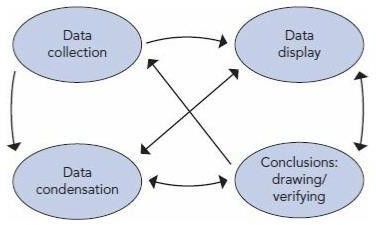 Data
collection
Data
display
Data
condensation
Conclusions:
drawing/
verifying